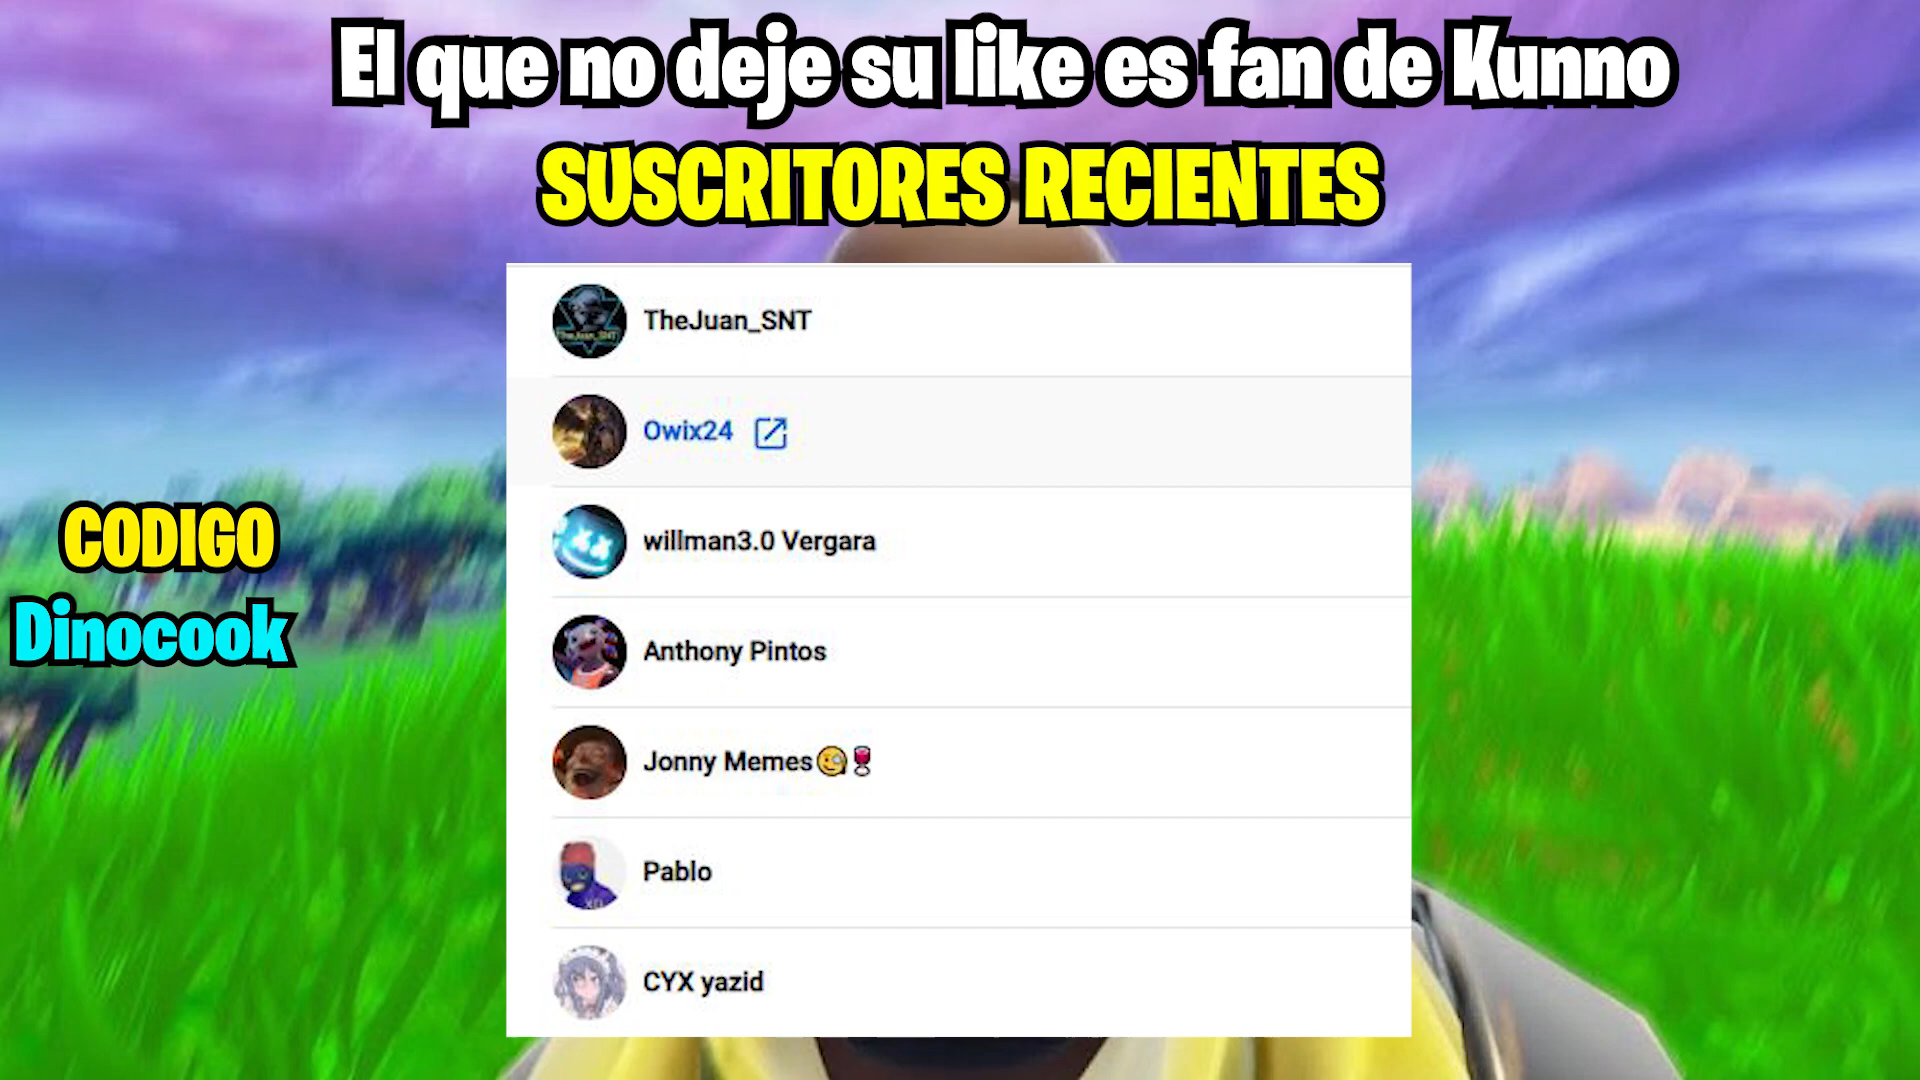 El que no deje su like es fan de Kunno
SUSCRITORES RECIENTES
TheJuan_SNT
Owix24
willman3.0 Vergara
Anthony Pintos
Jonny Memes🧐🍷
Pablo
CYX yazid
CODIGO
Dinocook